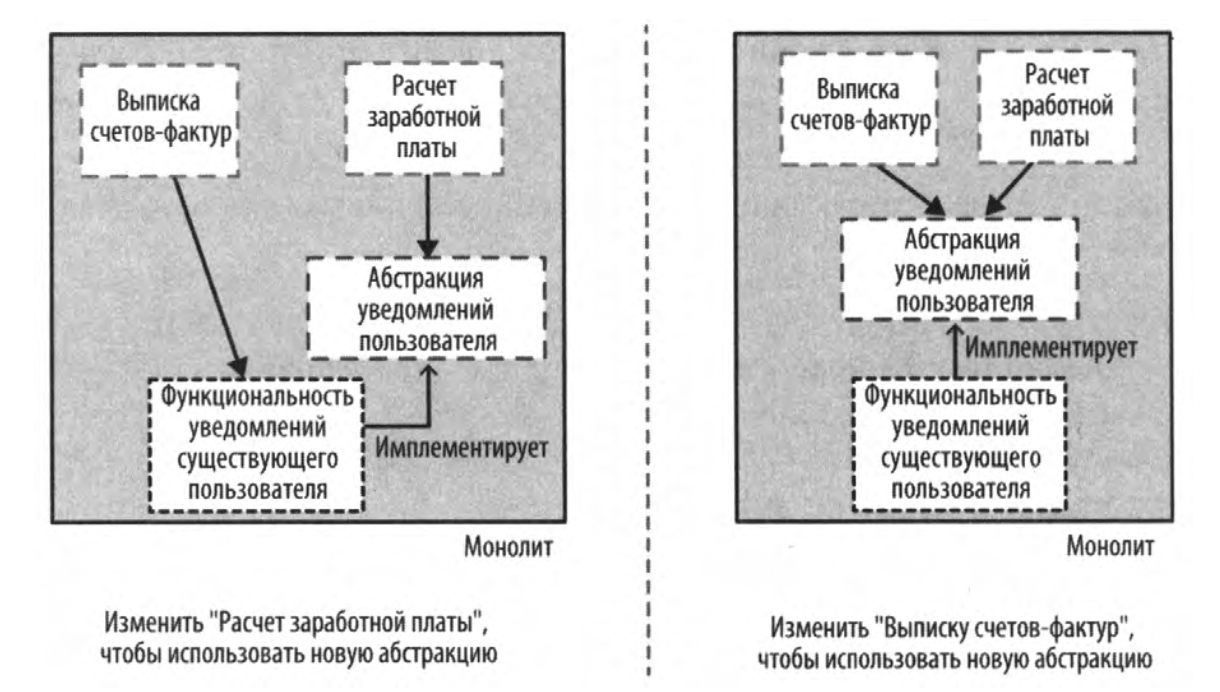 Выписка
счетов-фактур
Расчет
заработной
платы
Абстракция
уведомлений
пользователя
Функциональность
уведомлений
существующего
пользователя
Имплементирует
Монолит
Изменить "Расчет заработной платы",
чтобы использовать новую абстракцию
Выписка
счетов-фактур
Расчет
заработной
платы
Абстракция
уведомлений
пользователя
Имплементирует
Функциональность
уведомлений
существующего
пользователя
Монолит
Изменить "Выписку счетов-фактур",
чтобы использовать новую абстракцию